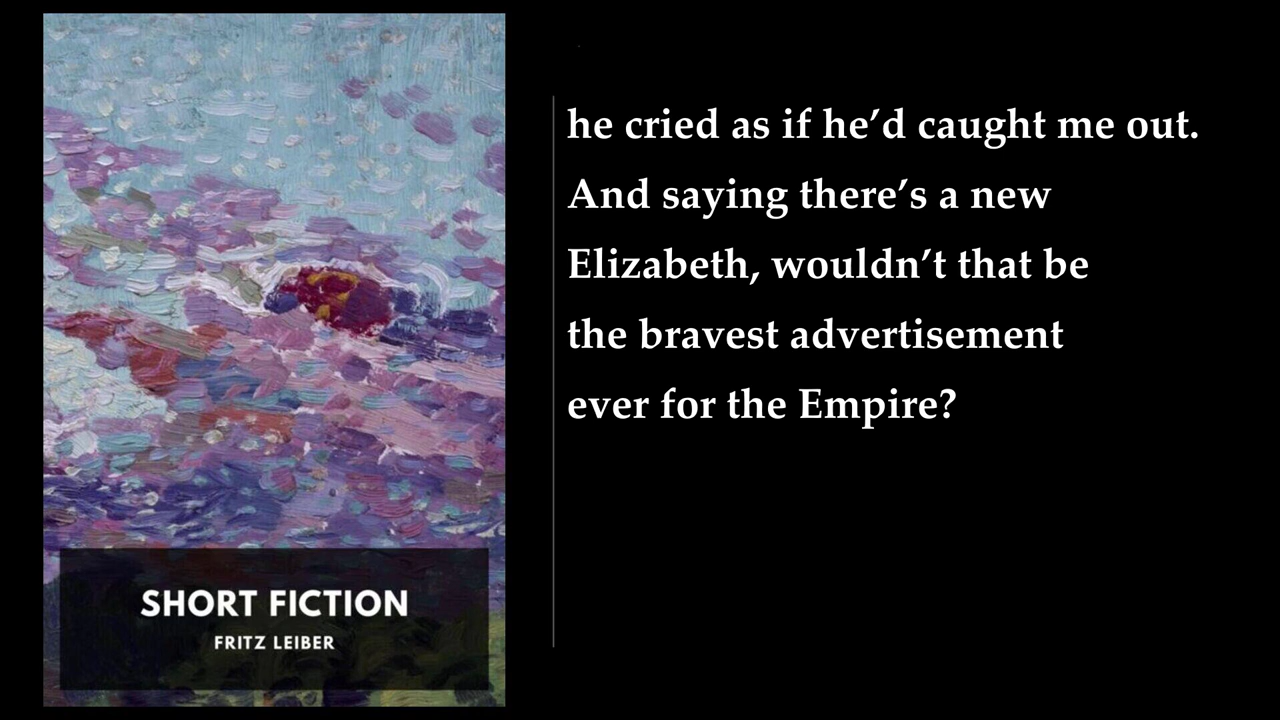 he cried as if he’d caught me out.
And saying there’s a new
Elizabeth, wouldn’t that be
the bravest advertisement
ever for the Empire?
SHORT FICTION
FRITZ LEIBER